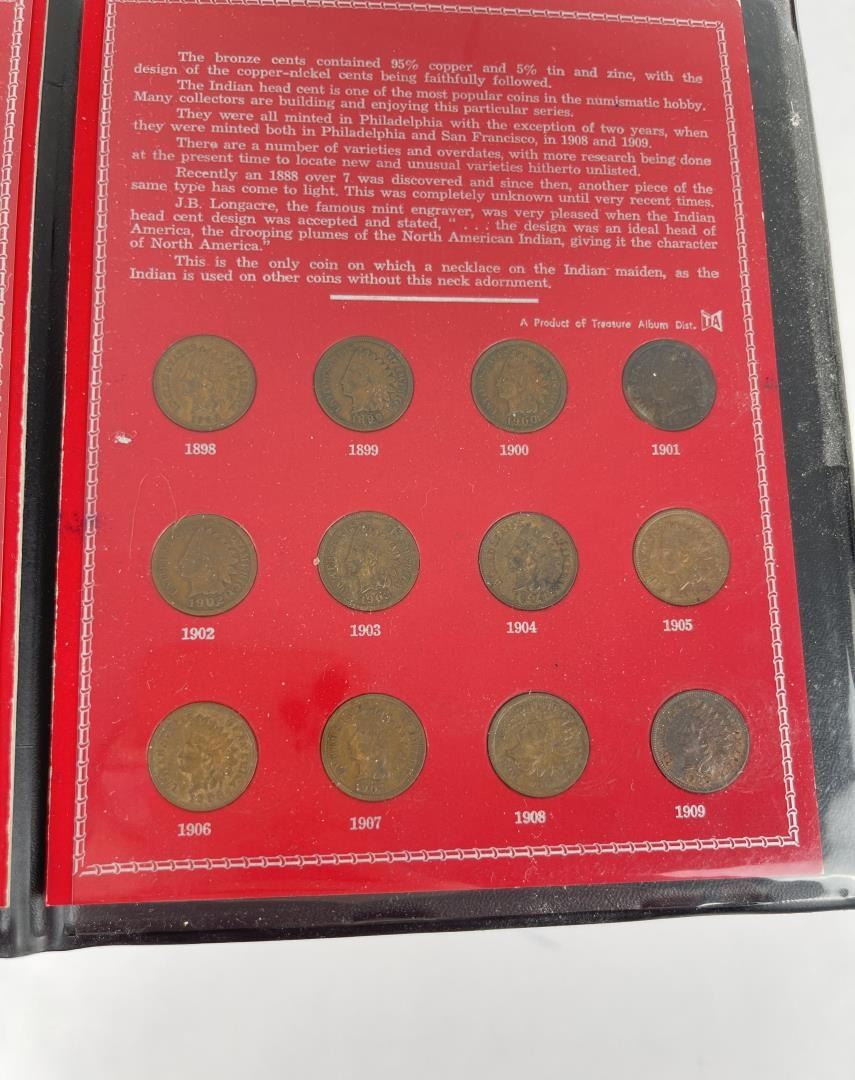 The bronze cents contained 95% copper and 5% tin and zinc, with the
design of the copper-nickel cents being faithfully followed.
The Indian head cent is one of the most popular coins in the numismatic hobby.
Many collectors are building and enjoying this particular series.
They were all minted in Philadelphia with the exception of two years, when
they were minted both in Philadelphia and San Francisco, in 1908 and 1909.
There are a number of varieties and overdates, with more research being done
at the present time to locate new and unusual varieties hitherto unlisted.
Recently an 1888 over 7 was discovered and since then, another piece of the
same type has come to light. This was completely unknown until very recent times.
J.B. Longacre, the famous mint engraver, was very pleased when the Indian
head cent design was accepted and stated, ". . . the design was an ideal head of
America, the drooping plumes of the North American Indian, giving it the character
of North America."
This is the only coin on which a necklace on the Indian maiden, as the
Indian is used on other coins without this neck adornment.
A Product of Treasure Album Dist. TA
1899
1900
1898 1899 1900 1901
1902 1903
1902 1903 1904 1905
1907
1906 1907 1908 1909